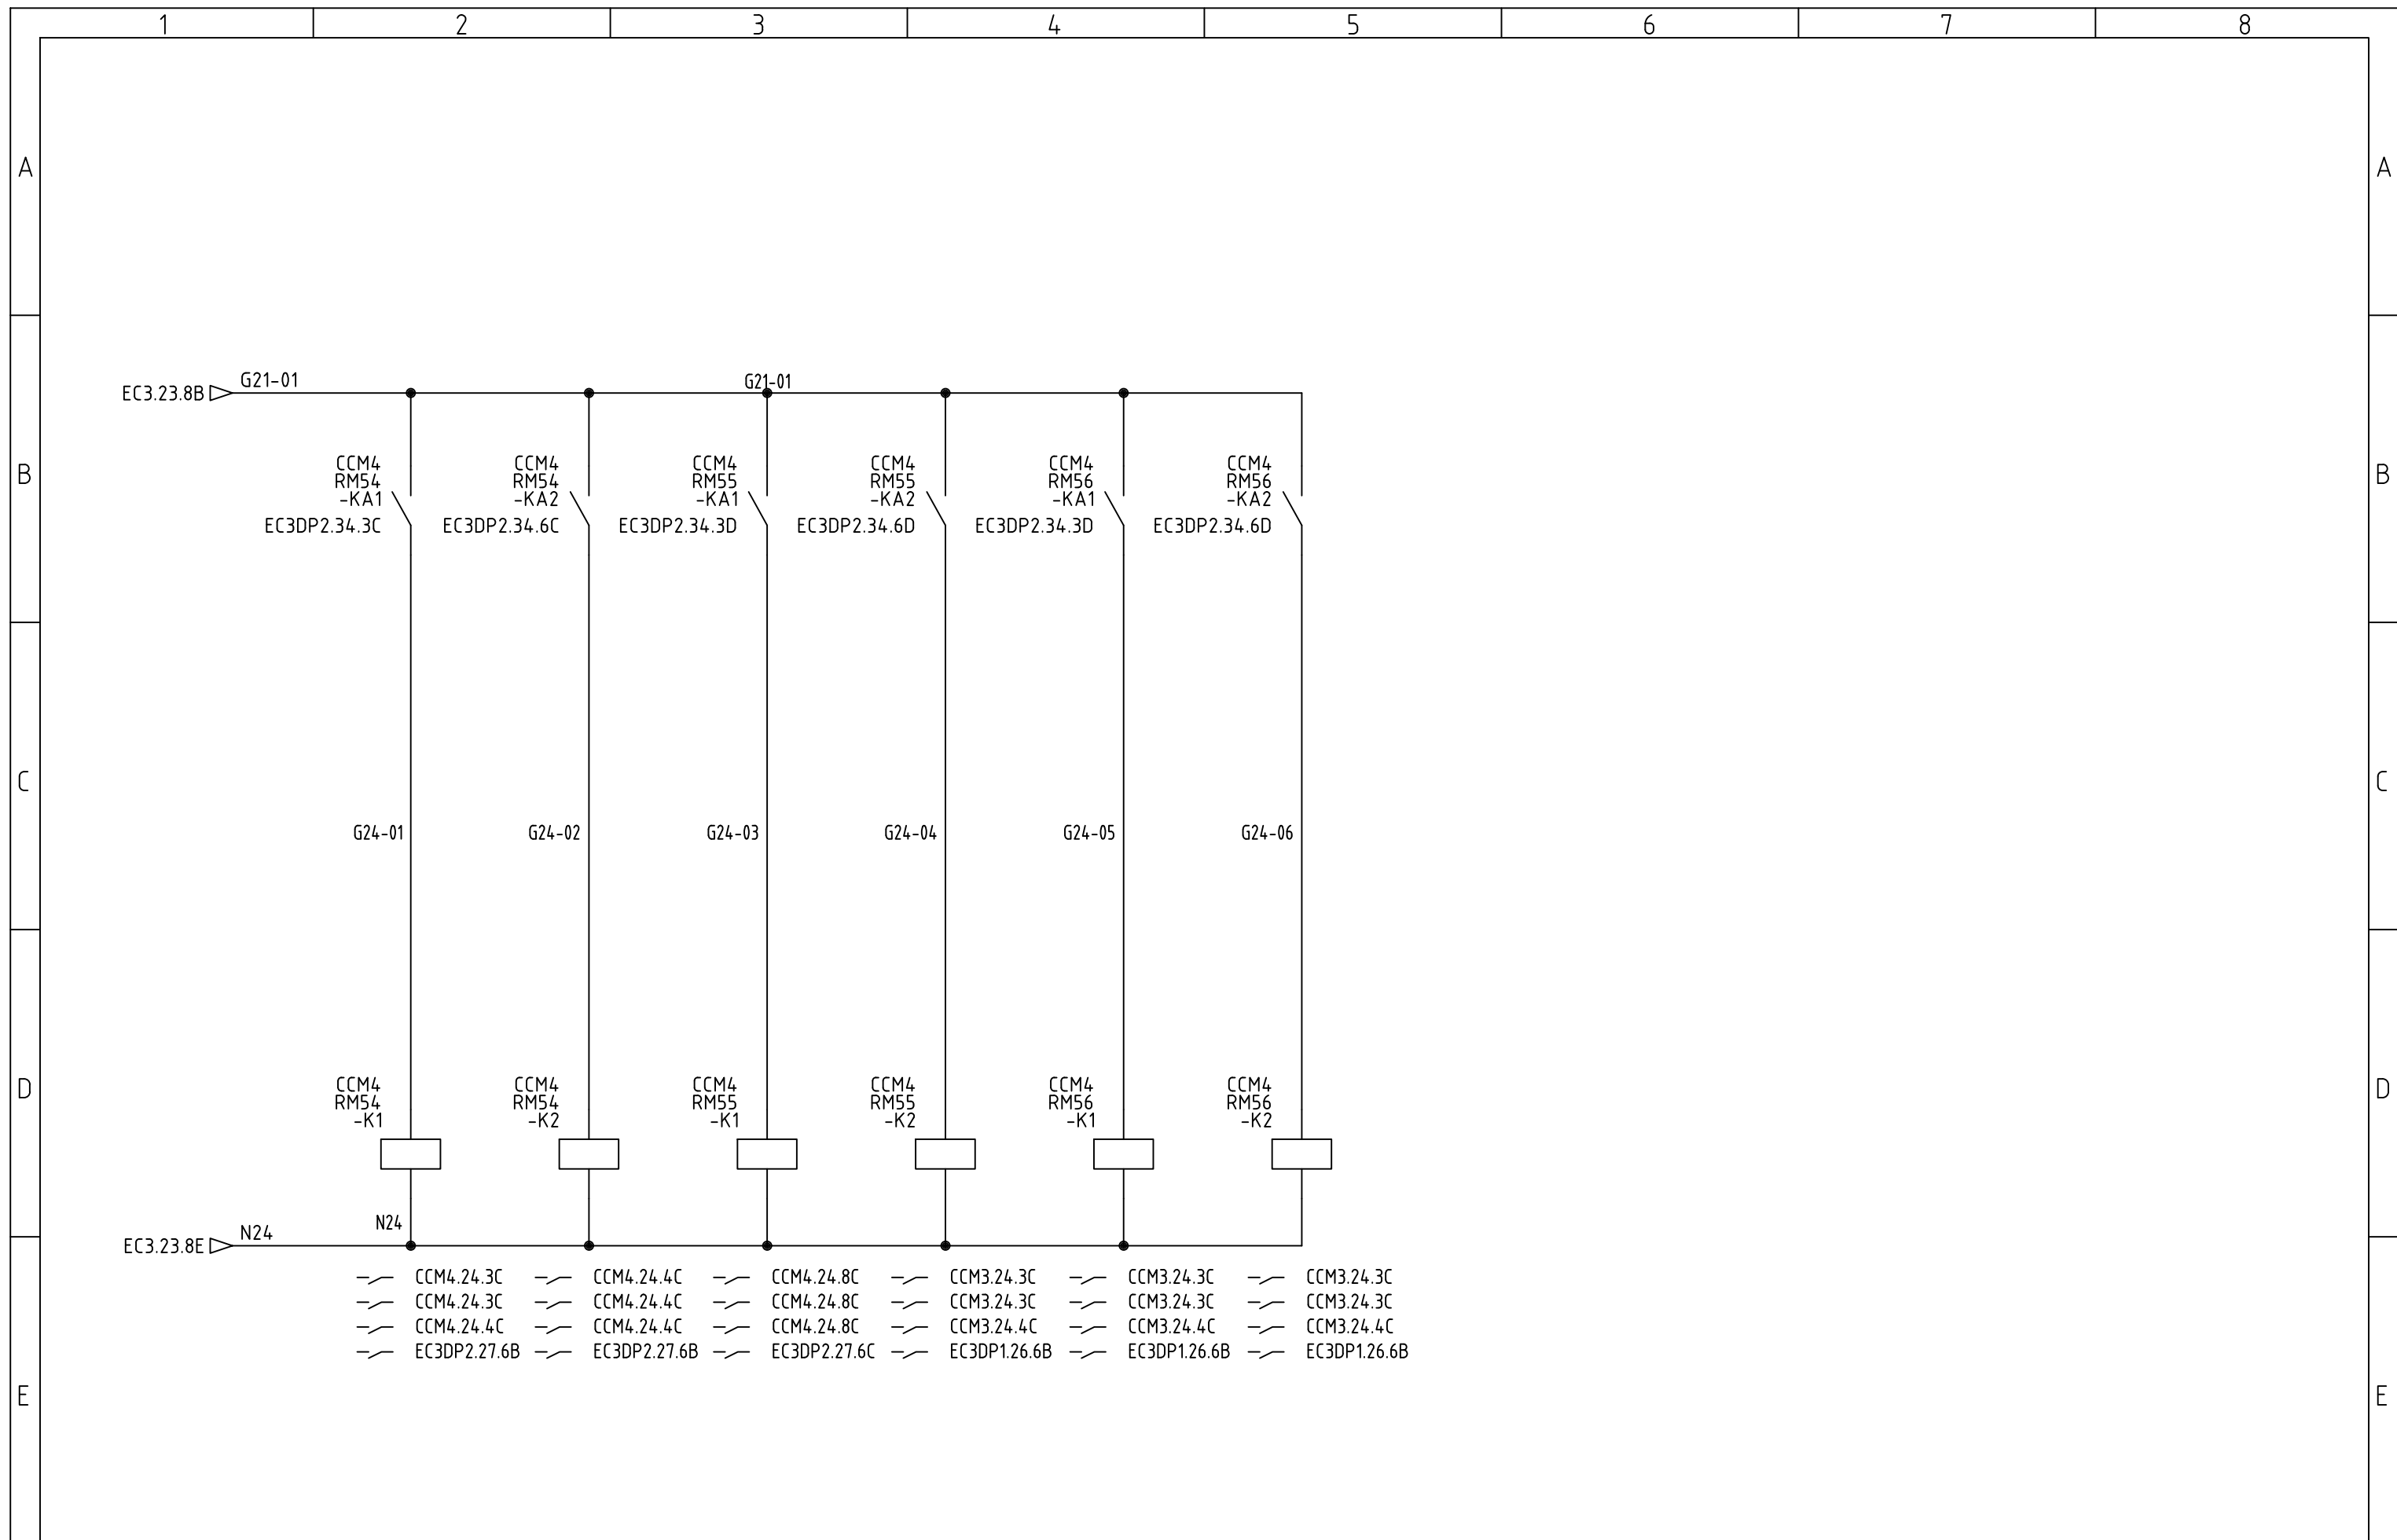 1 2 3 4 5 6 7 8
A A
G21-01 G21-01
EC3.23.8B
B B
CCM4 CCM4 CCM4 CCM4 CCM4 CCM4
RM54 RM54 RM55 RM55 RM56 RM56
-KA1 -KA2 -KA1 -KA2 -KA1 -KA2
EC3DP2.34.3C EC3DP2.34.6C EC3DP2.34.3D EC3DP2.34.6D EC3DP2.34.3D EC3DP2.34.6D
C C
G24-01 G24-02 G24-03 G24-04 G24-05 G24-06
D D
CCM4 CCM4 CCM4 CCM4 CCM4 CCM4
RM54 RM54 RM55 RM55 RM56 RM56
-K1 -K2 -K1 -K2 -K1 -K2
N24 N24
EC3.23.8E
CCM4.24.3C CCM4.24.4C CCM4.24.8C CCM3.24.3C CCM3.24.3C CCM3.24.3C
CCM4.24.3C CCM4.24.4C CCM4.24.8C CCM3.24.3C CCM3.24.3C CCM3.24.3C
CCM4.24.4C CCM4.24.4C CCM4.24.8C CCM3.24.4C CCM3.24.4C CCM3.24.4C
EC3DP2.27.6B EC3DP2.27.6B EC3DP2.27.6C EC3DP1.26.6B EC3DP1.26.6B EC3DP1.26.6B
E E